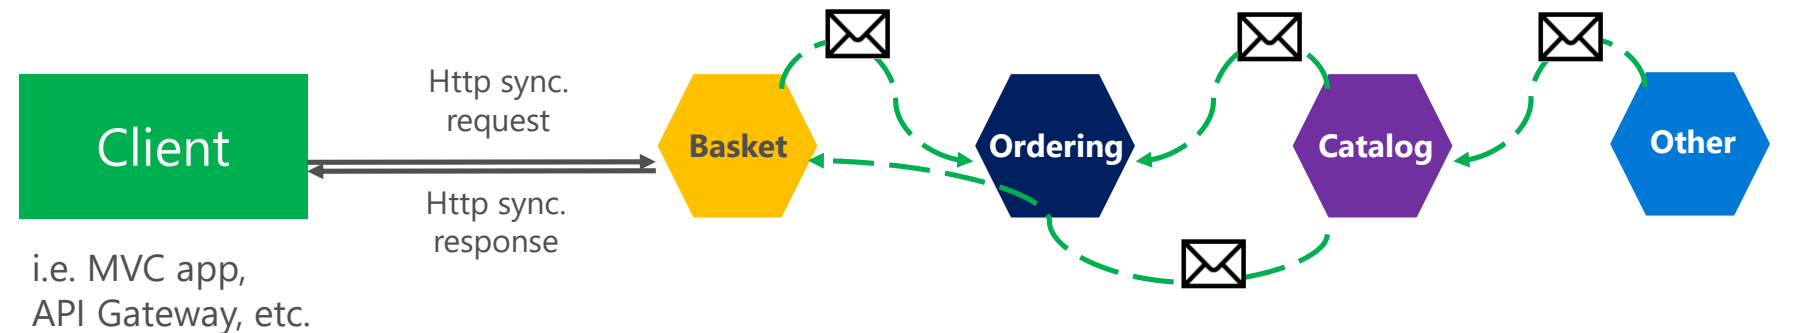 Client
i.e. MVC app,
API Gateway, etc.
Http sync.
request
Http sync.
response
Basket
Ordering
Catalog
Other